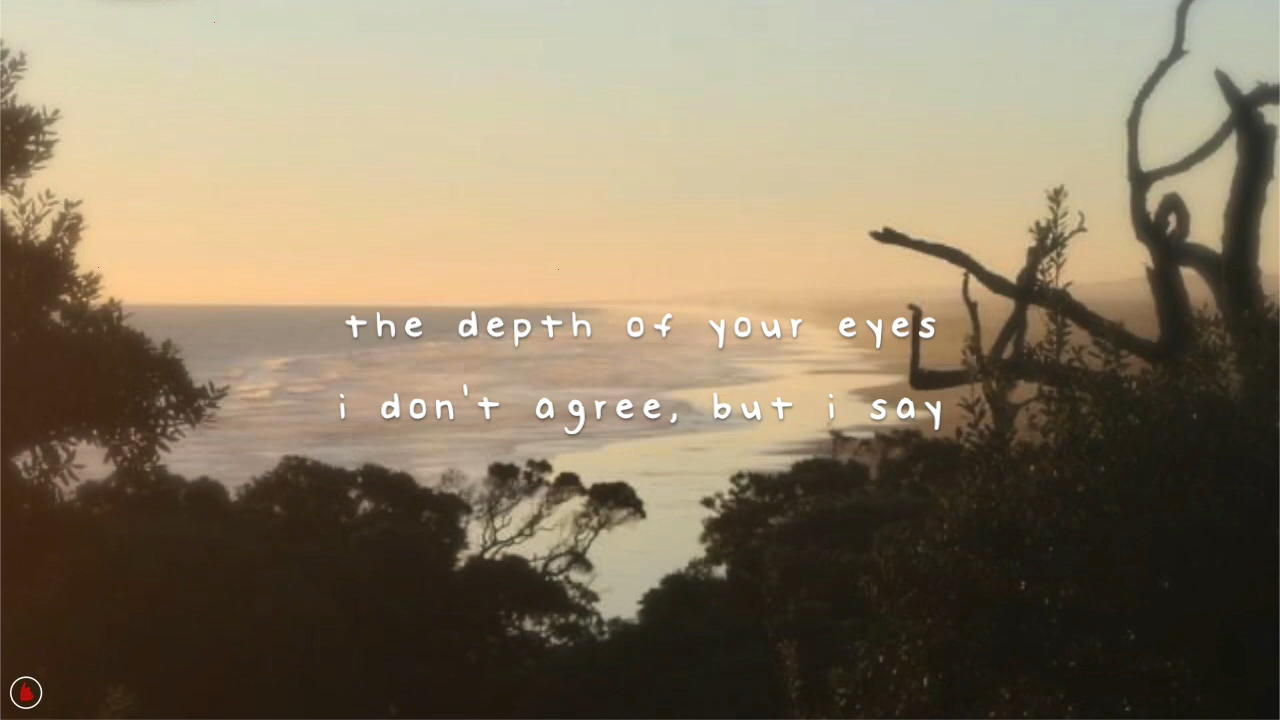 the depth of your eyes
i don't agree, but i say